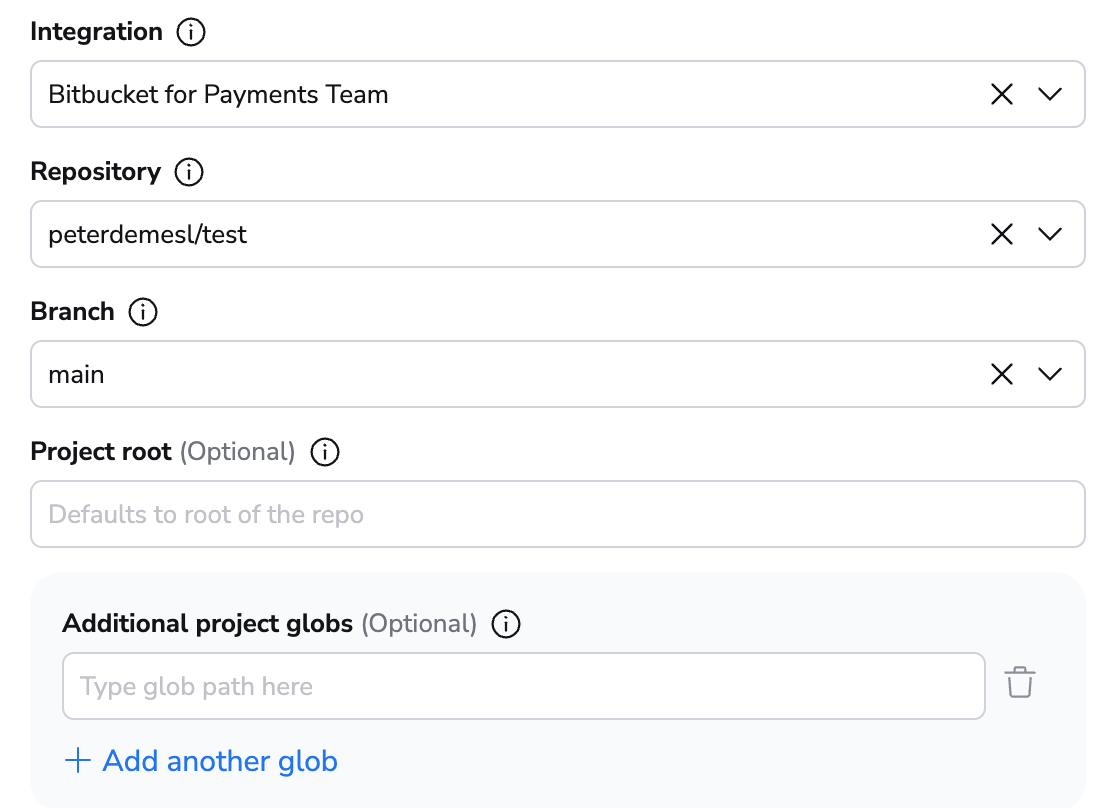 Integration
Bitbucket for Payments Team
Repository
peterdemesl/test
Branch
main
Project root (Optional)
Defaults to root of the repo
Additional project globs (Optional)
Type glob path here
+ Add another glob